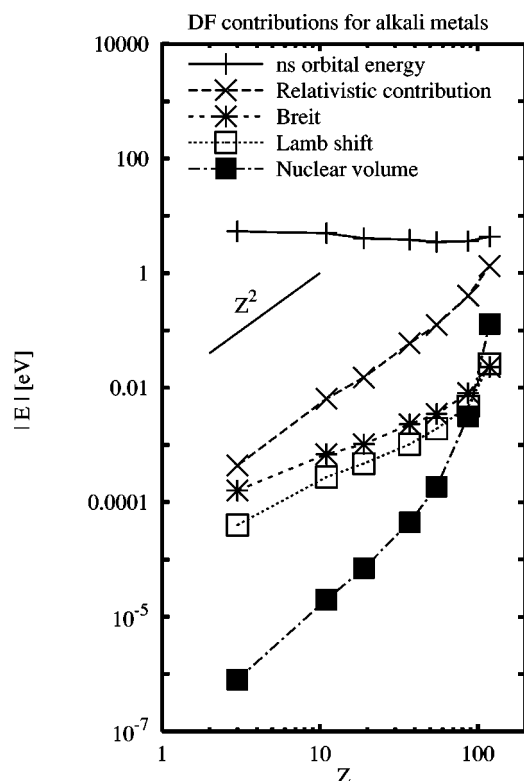 DF contributions for alkali metals
10000
ns orbital energy
Relativistic contribution
Breit
Lamb shift
Nuclear volume
100
1
Z²
0.01
0.0001
10⁻⁵
10⁻⁷
|E| [eV]
1
10
100
Z